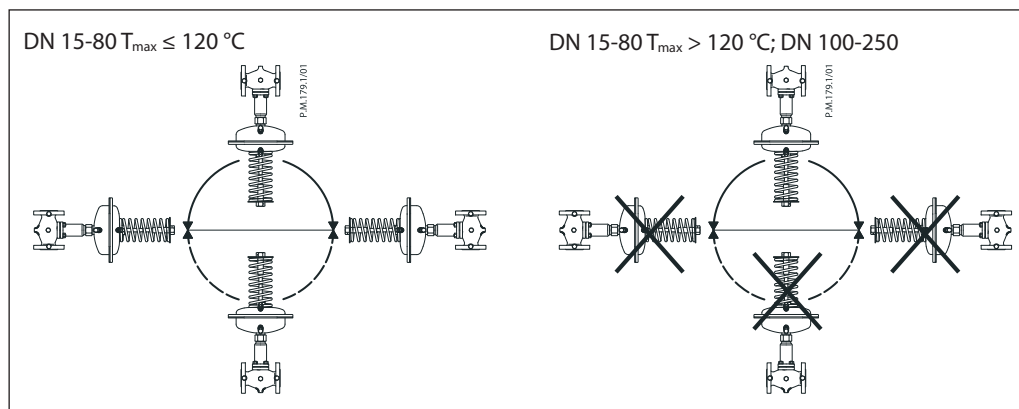 DN 15-80 Tmax ≤ 120 °C
DN 15-80 Tmax > 120 °C; DN 100-250
P.M.179.1/01
P.M.179.1/01